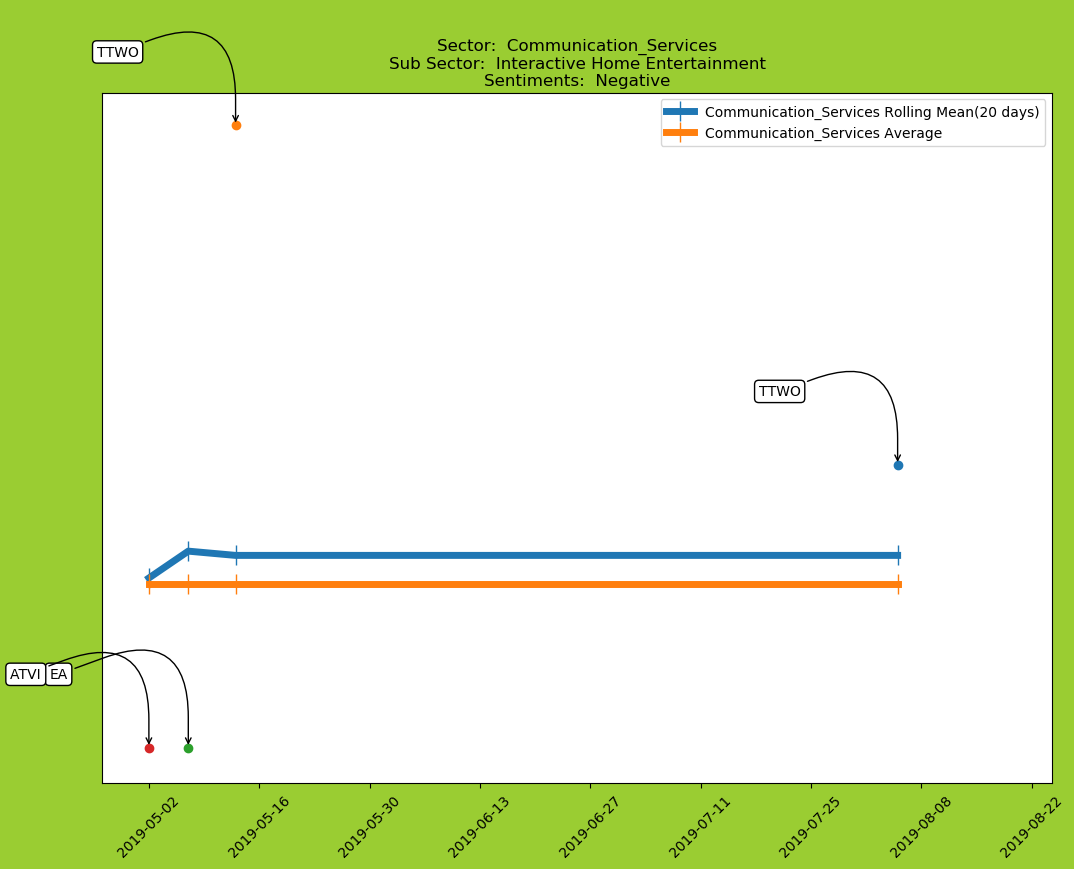 TTWO
Sector:  Communication_Services
Sub Sector:  Interactive Home Entertainment
Sentiments:  Negative
Communication_Services Rolling Mean(20 days)
Communication_Services Average
TTWO
ATVI
EA
2019-05-02
2019-05-16
2019-05-30
2019-06-13
2019-06-27
2019-07-11
2019-07-25
2019-08-08
2019-08-22